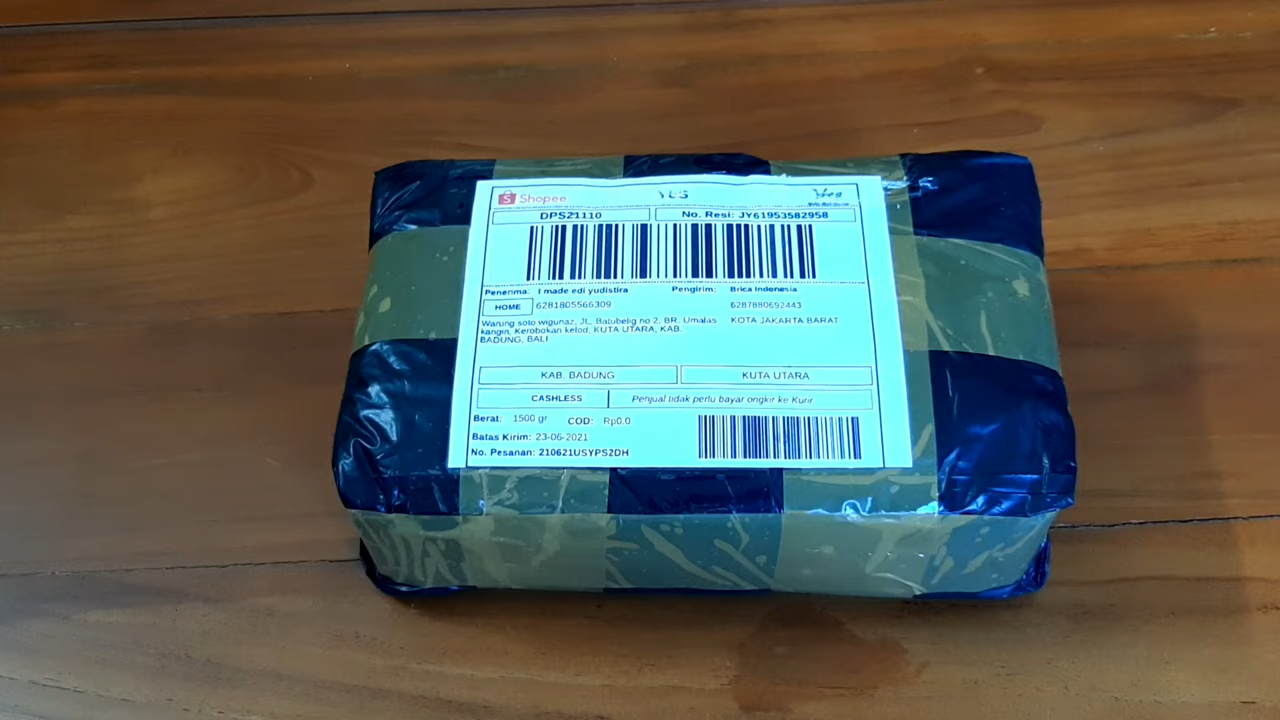 Shopee YES Yes
DPS21110 No. Resi: JY61953582958
Penerima: I made edi yudistira Pengirim: Brica Indonesia
HOME 6281805566309 6287880692443
Warung soto wigunaz, JL. Batubelig no 2, BR. Umalas KOTA JAKARTA BARAT
kangin, Kerobokan kelod, KUTA UTARA, KAB.
BADUNG, BALI
KAB. BADUNG KUTA UTARA
CASHLESS Penjual tidak perlu bayar ongkir ke Kurir
Berat: 1500 gr COD: Rp0.0
Batas Kirim: 23-06-2021
No. Pesanan: 210621USYPS2DH